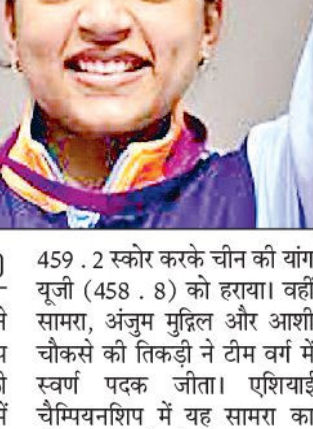 459 . 2 स्कोर करके चीन की यांग
यूजी (458 . 8) को हराया। वहीं
सामरा, अंजुम मुद्गिल और आशी
चौकसे की तिकड़ी ने टीम वर्ग में
स्वर्ण पदक जीता। एशियाई
चैम्पियनशिप में यह सामरा का